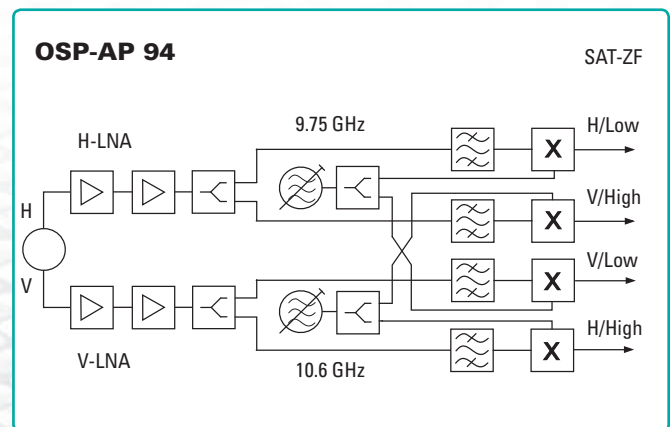 OSP-AP 94
SAT-ZF
9.75 GHz
H/Low
H-LNA
X
H
V/High
X
V
V/Low
X
H/High
X
V-LNA
10.6 GHz